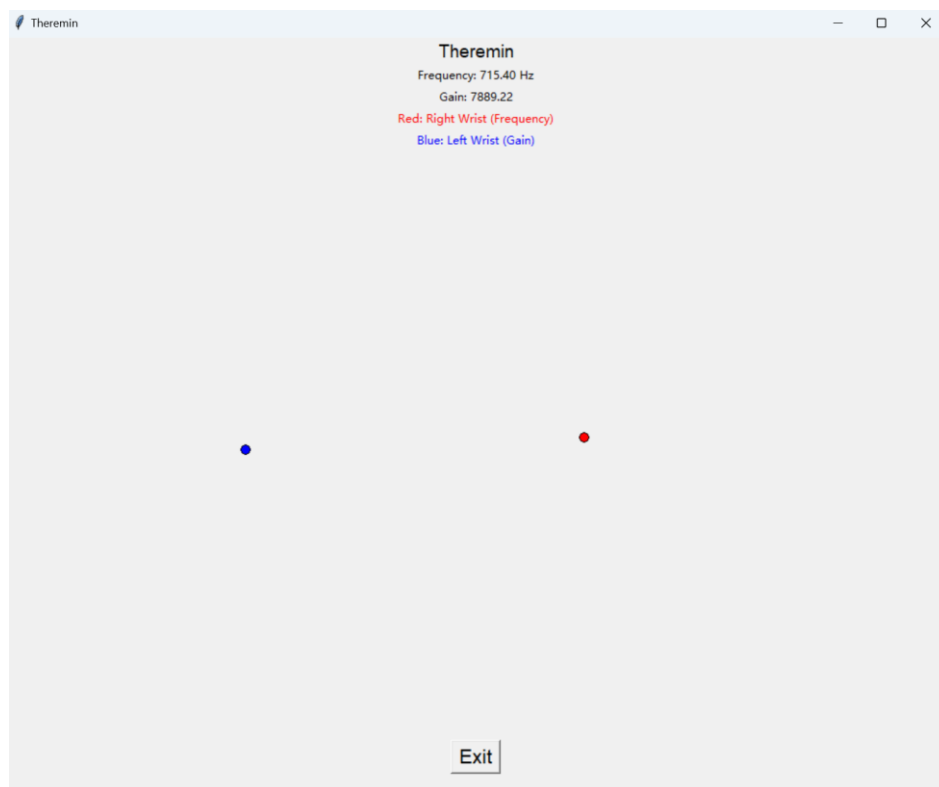 Theremin
Theremin
Frequency: 715.40 Hz
Gain: 7889.22
Red: Right Wrist (Frequency)
Blue: Left Wrist (Gain)
Exit